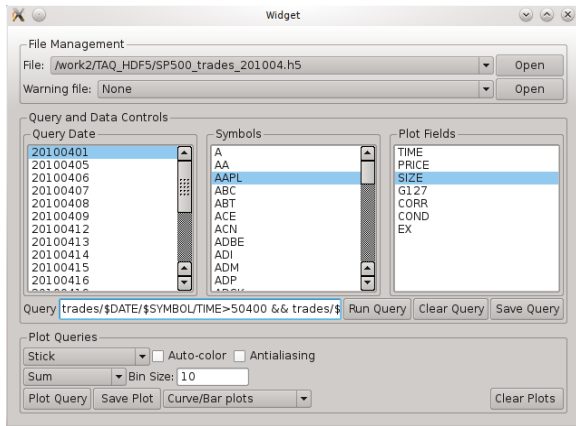 Widget
File Management
File: /work2/TAQ_HDF5/SP500_trades_201004.h5 Open
Warning file: None Open
Query and Data Controls
Query Date Symbols Plot Fields
20100401 A TIME
20100405 AA PRICE
20100406 AAPL SIZE
20100407 ABC G127
20100408 ABT CORR
20100409 ACE COND
20100412 ACN EX
20100413 ADBE
20100414 ADI
20100415 ADM
20100416 ADP
Query trades/$DATE/$SYMBOL/TIME>50400 && trades/$ Run Query Clear Query Save Query
Plot Queries
Stick Auto-color Antialiasing
Sum Bin Size: 10
Plot Query Save Plot Curve/Bar plots Clear Plots